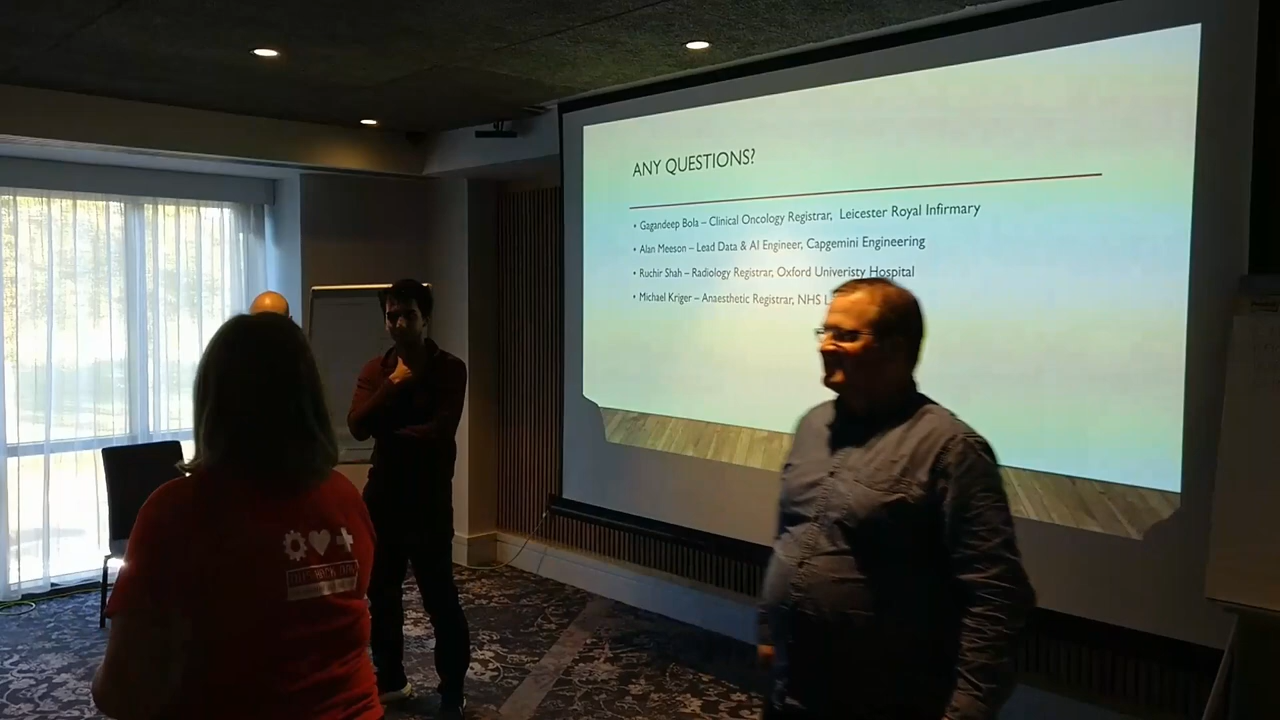 ANY QUESTIONS?
• Gagandeep Bola – Clinical Oncology Registrar, Leicester Royal Infirmary
• Alan Meeson – Lead Data & AI Engineer, Capgemini Engineering
• Ruchir Shah – Radiology Registrar, Oxford Univeristy Hospital
• Michael Kriger – Anaesthetic Registrar, NHS L